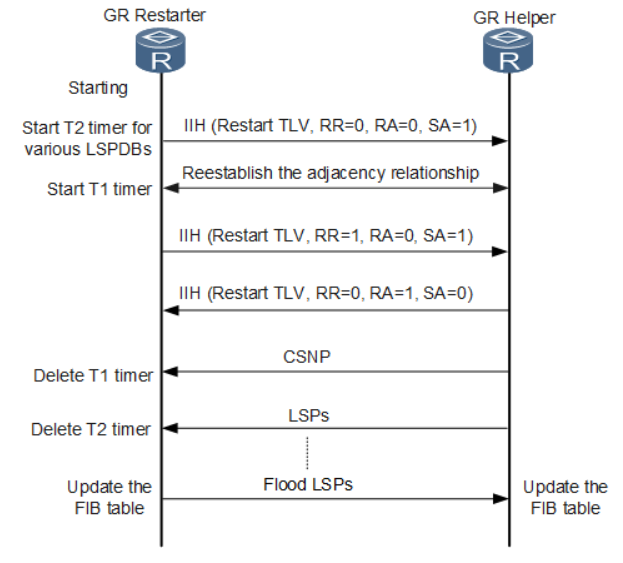 GR Restarter
GR Helper
R
R
Starting
Start T2 timer for
various LSPDBs
IIH (Restart TLV, RR=0, RA=0, SA=1)
Reestablish the adjacency relationship
Start T1 timer
IIH (Restart TLV, RR=1, RA=0, SA=1)
IIH (Restart TLV, RR=0, RA=1, SA=0)
CSNP
Delete T1 timer
LSPs
Delete T2 timer
Update the
FIB table
Flood LSPs
Update the
FIB table